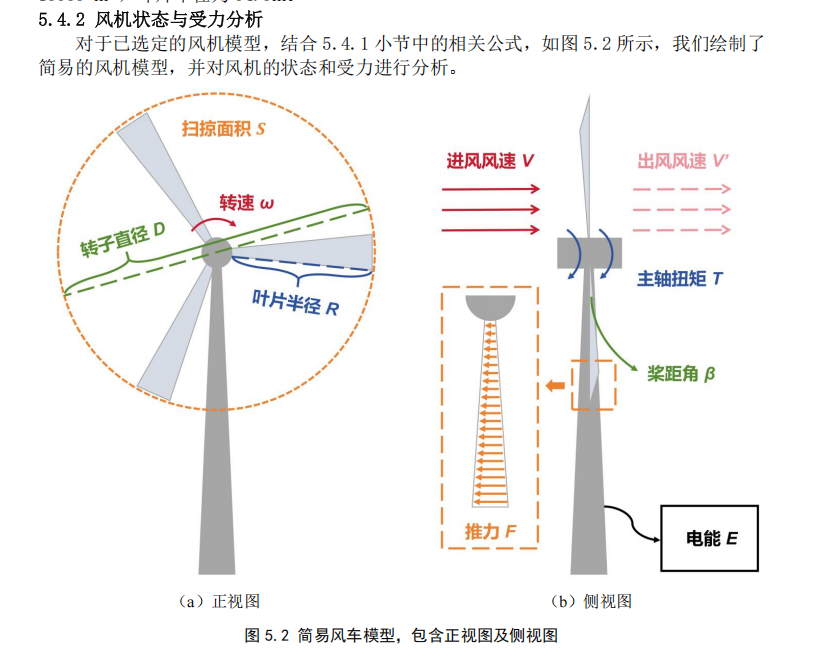 5.4.2 风机状态与受力分析
对于已选定的风机模型，结合 5.4.1 小节中的相关公式，如图 5.2 所示，我们绘制了
简易的风机模型，并对风机的状态和受力进行分析。
扫掠面积 S
转速 ω
转子直径 D
叶片半径 R
进风风速 V
出风风速 V'
主轴扭矩 T
桨距角 β
推力 F
电能 E
（a）正视图
（b）侧视图
图 5.2 简易风车模型，包含正视图及侧视图